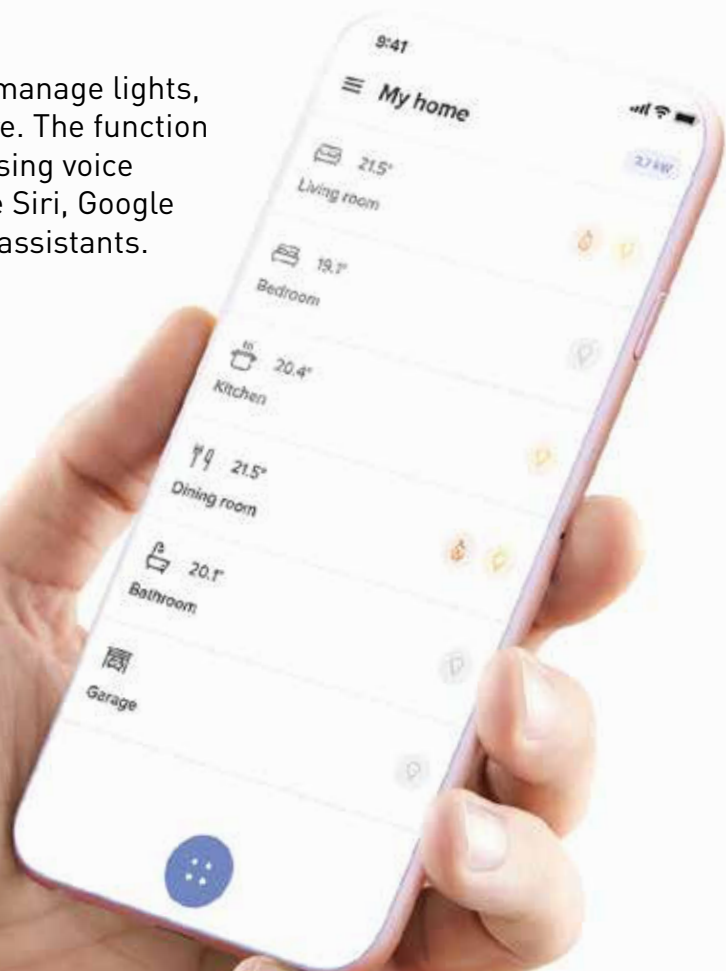 manage lights,
e. The function
sing voice
e Siri, Google
assistants.
9:41
My home
2.7 kW
21.5°
Living room
19.1°
Bedroom
20.4°
Kitchen
21.5°
Dining room
20.1°
Bathroom
Garage